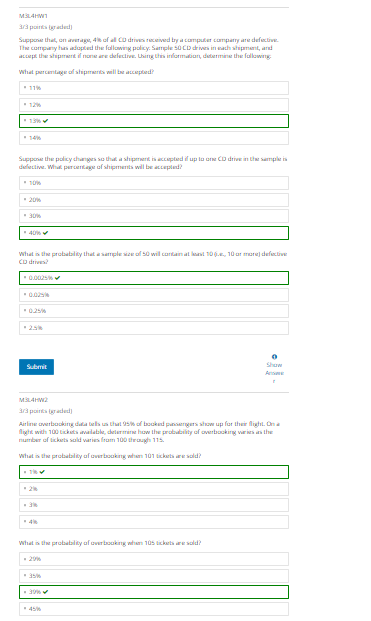 M3L4HW1
3/3 points (graded)
Suppose that, on average, 4% of all CD drives received by a computer company are defective.
The company has adopted the following policy: Sample 50 CD drives in each shipment, and
accept the shipment if none are defective. Using this information, determine the following:
What percentage of shipments will be accepted?
11%
12%
13% ✔
14%
Suppose the policy changes so that a shipment is accepted if up to one CD drive in the sample is
defective. What percentage of shipments will be accepted?
10%
20%
30%
40% ✔
What is the probability that a sample size of 50 will contain at least 10 (i.e., 10 or more) defective
CD drives?
0.0025% ✔
0.025%
0.25%
2.5%
Submit
Show
Answe
r
M3L4HW2
3/3 points (graded)
Airline overbooking data tells us that 95% of booked passengers show up for their flight. On a
flight with 100 tickets available, determine how the probability of overbooking varies as the
number of tickets sold varies from 100 through 115.
What is the probability of overbooking when 101 tickets are sold?
1% ✔
2%
3%
4%
What is the probability of overbooking when 105 tickets are sold?
29%
35%
39% ✔
45%